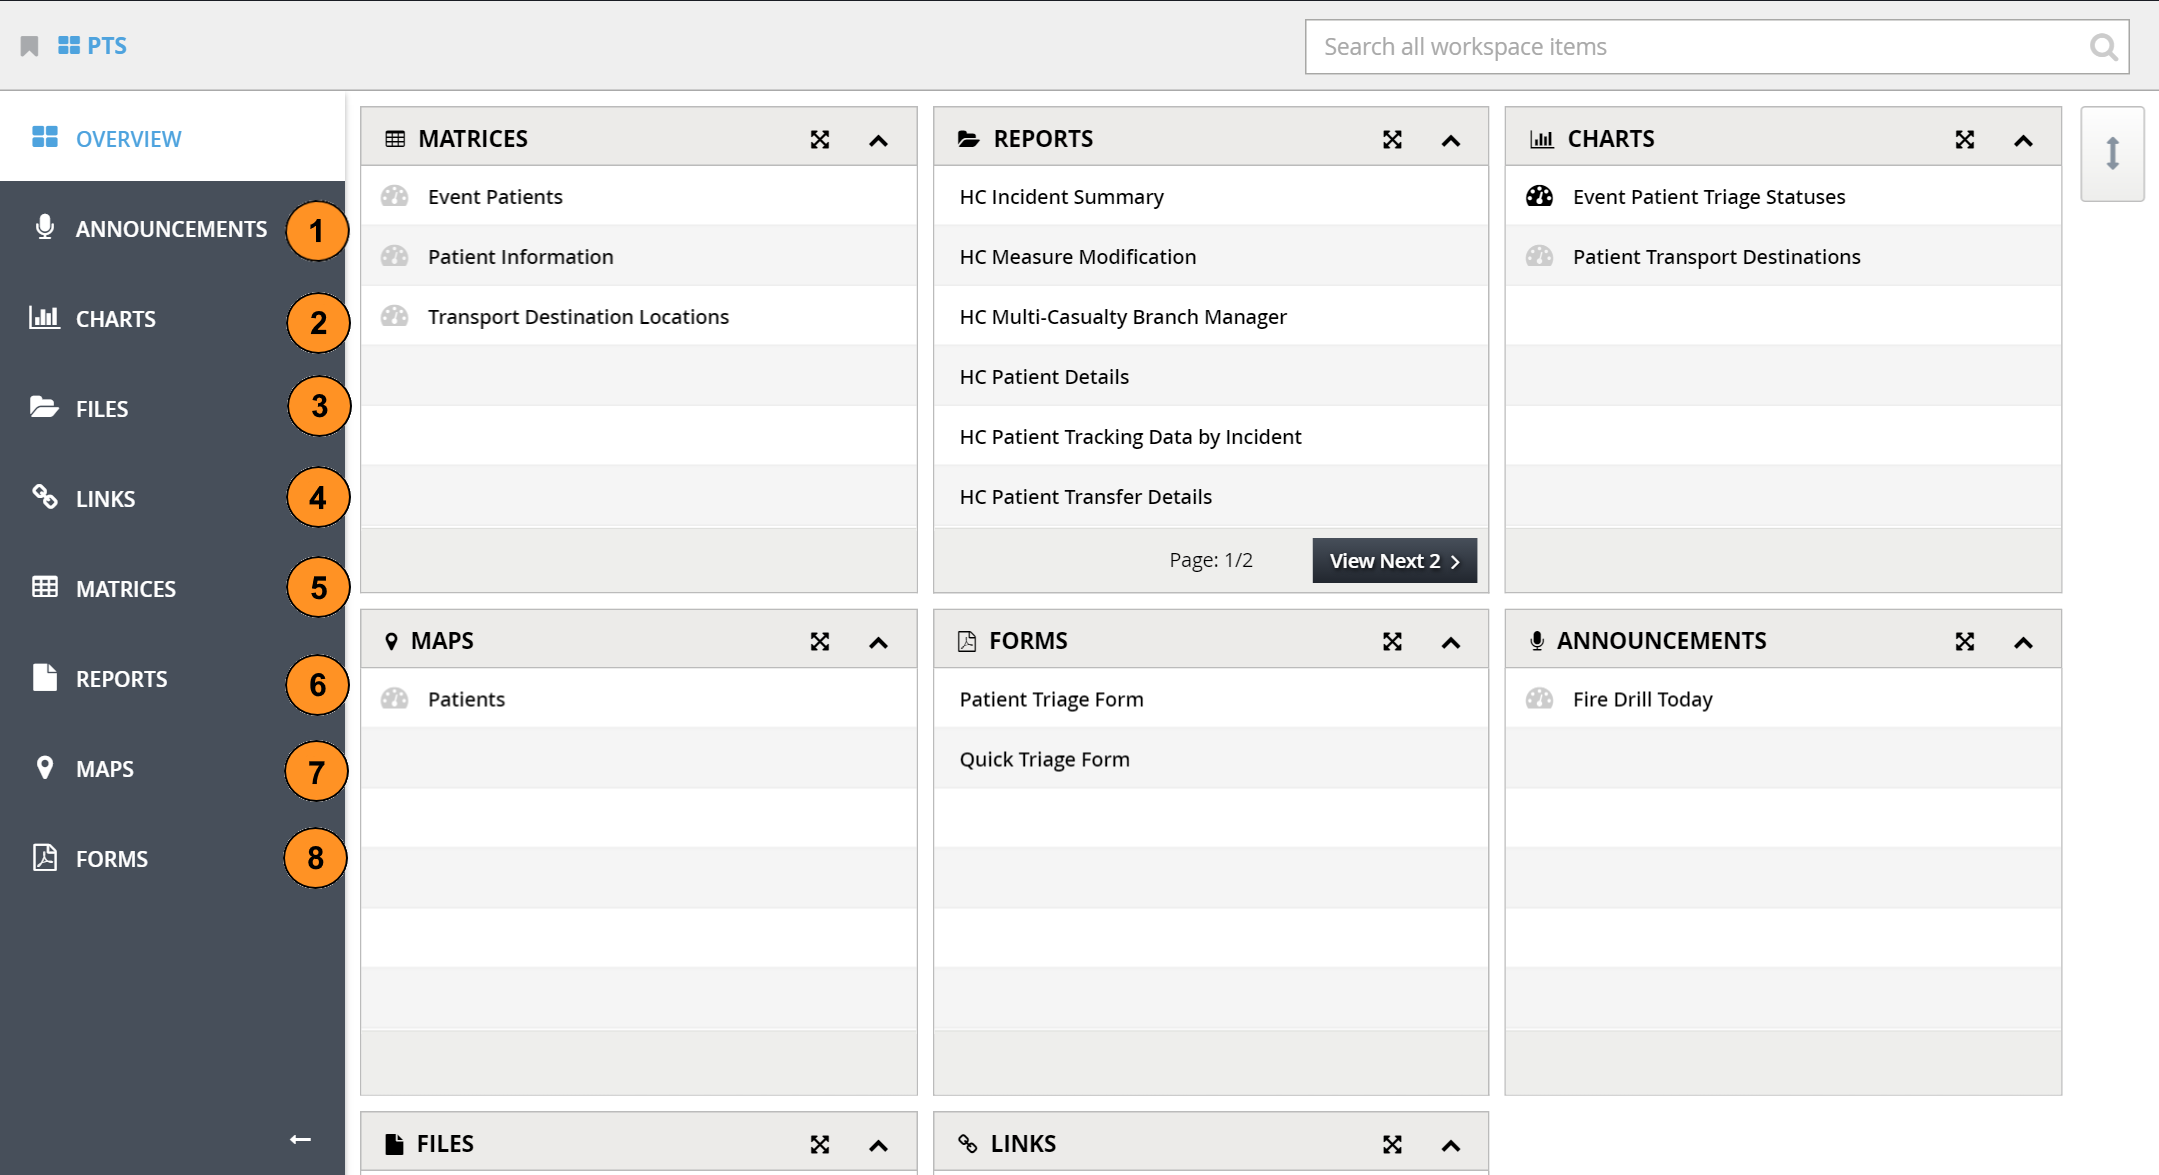 PTS
Search all workspace items
OVERVIEW
ANNOUNCEMENTS 1
CHARTS 2
FILES 3
LINKS 4
MATRICES 5
REPORTS 6
MAPS 7
FORMS 8
MATRICES
Event Patients
Patient Information
Transport Destination Locations
REPORTS
HC Incident Summary
HC Measure Modification
HC Multi-Casualty Branch Manager
HC Patient Details
HC Patient Tracking Data by Incident
HC Patient Transfer Details
Page: 1/2 View Next 2
CHARTS
Event Patient Triage Statuses
Patient Transport Destinations
MAPS
Patients
FORMS
Patient Triage Form
Quick Triage Form
ANNOUNCEMENTS
Fire Drill Today
FILES
LINKS